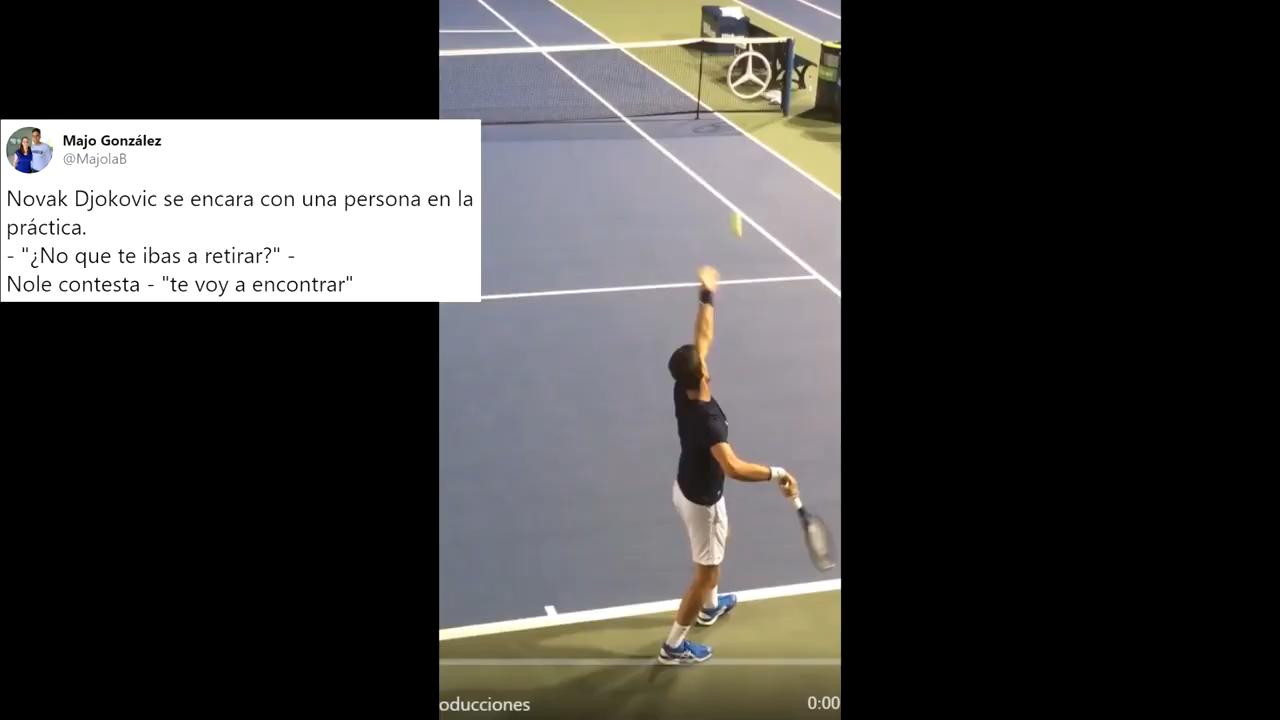 Majo González
@MajolaB
Novak Djokovic se encara con una persona en la
práctica.
- "¿No que te ibas a retirar?" -
Nole contesta - "te voy a encontrar"
oducciones
0:00